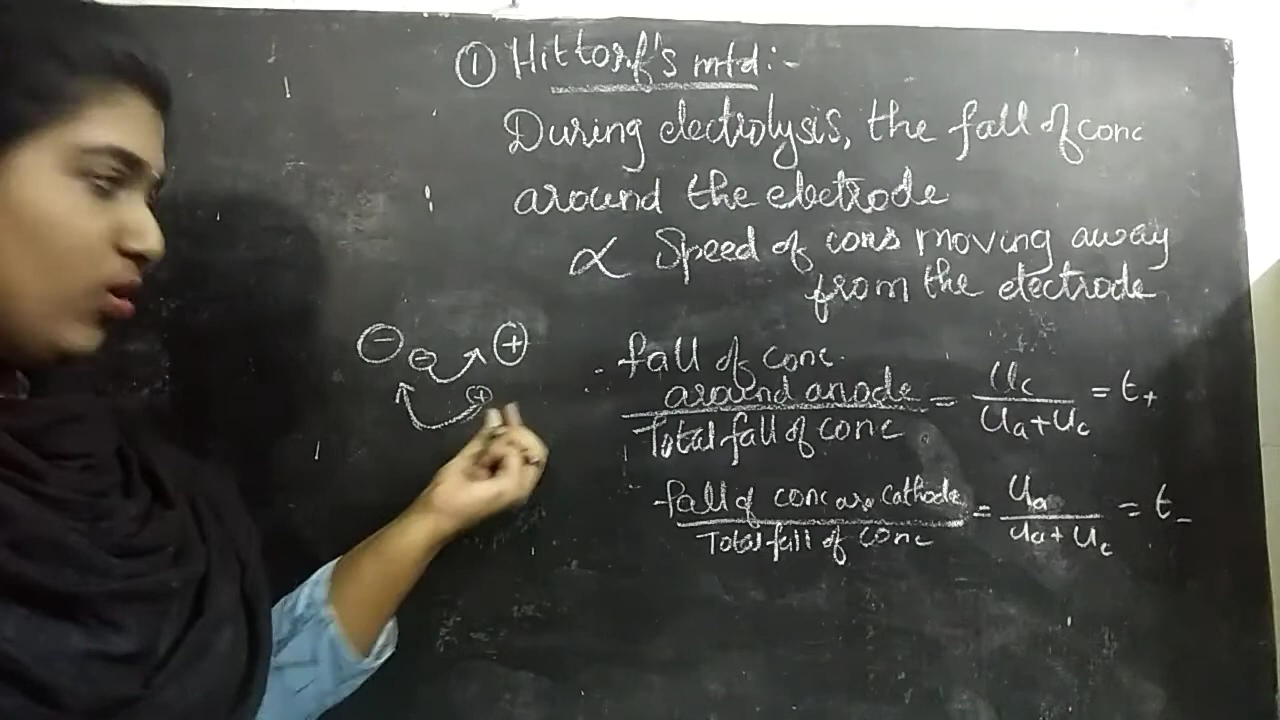 ① Hittorf's mtd:-
During electrolysis, the fall of conc
around the electrode
∝ Speed of ions moving away
from the electrode
⊖ ⊖ ⊕
⊕
∴ fall of conc.
around anode / Total fall of conc = Uc / Ua+Uc = t+
fall of conc aro cathode / Total fall of conc = Ua / Ua+Uc = t-